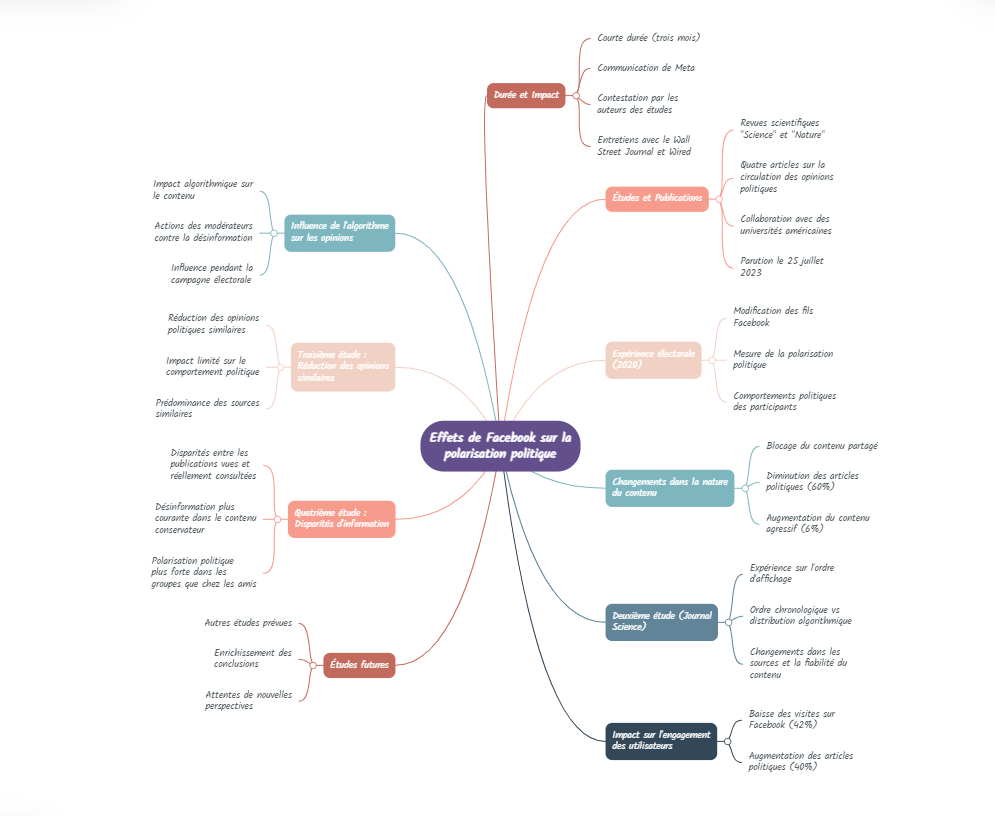 Effets de Facebook sur la
polarisation politique
Durée et Impact
Courte durée (trois mois)
Communication de Meta
Contestation par les
auteurs des études
Entretiens avec le Wall
Street Journal et Wired
Études et Publications
Revues scientifiques
"Science" et "Nature"
Quatre articles sur la
circulation des opinions
politiques
Collaboration avec des
universités américaines
Parution le 25 juillet
2023
Expérience électorale
(2020)
Modification des fils
Facebook
Mesure de la polarisation
politique
Comportements politiques
des participants
Changements dans la nature
du contenu
Blocage du contenu partagé
Diminution des articles
politiques (60%)
Augmentation du contenu
agressif (6%)
Deuxième étude (Journal
Science)
Expérience sur l'ordre
d'affichage
Ordre chronologique vs
distribution algorithmique
Changements dans les
sources et la fiabilité du
contenu
Impact sur l'engagement
des utilisateurs
Baisse des visites sur
Facebook (42%)
Augmentation des articles
politiques (40%)
Influence de l'algorithme
sur les opinions
Impact algorithmique sur
le contenu
Actions des modérateurs
contre la désinformation
Influence pendant la
campagne électorale
Troisième étude :
Réduction des opinions
similaires
Réduction des opinions
politiques similaires
Impact limité sur le
comportement politique
Prédominance des sources
similaires
Quatrième étude :
Disparités d'information
Disparités entre les
publications vues et
réellement consultées
Désinformation plus
courante dans le contenu
conservateur
Polarisation politique
plus forte dans les
groupes que chez les amis
Études futures
Autres études prévues
Enrichissement des
conclusions
Attentes de nouvelles
perspectives